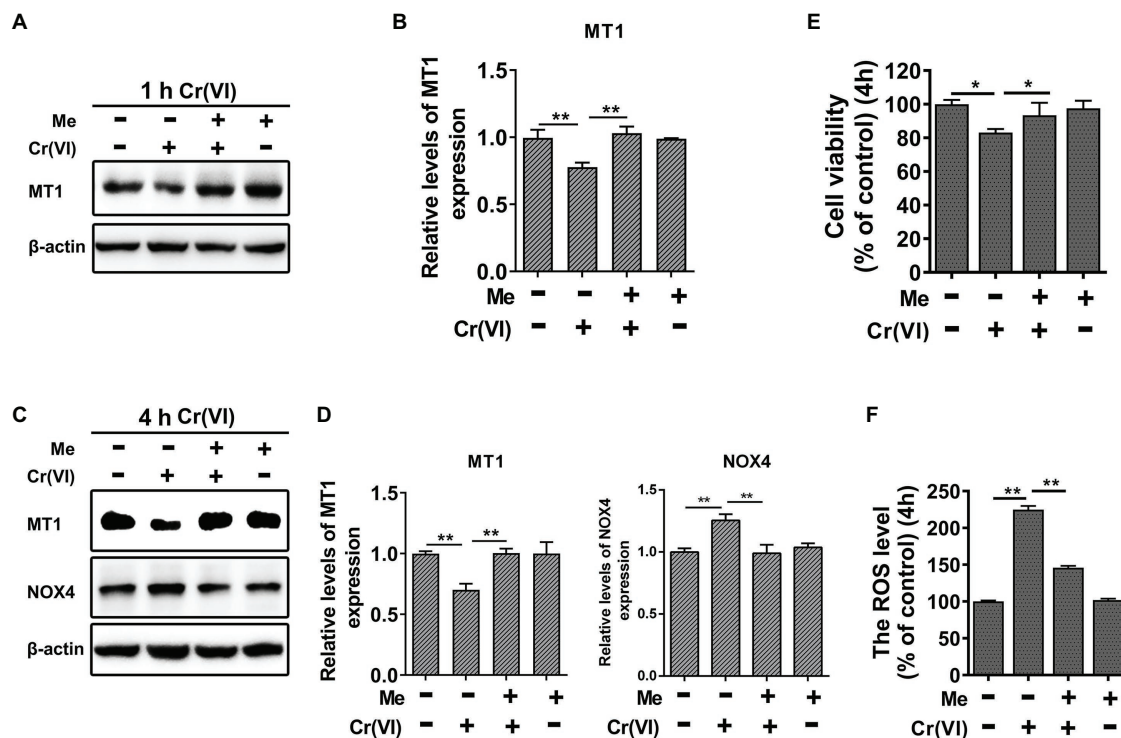 A
1 h Cr(VI)
Me - - + +
Cr(VI) - + + -
MT1
β-actin
B
MT1
Relative levels of MT1
expression
1.5
1.0
0.5
0.0
** **
Me - - + +
Cr(VI) - + + -
E
Cell viability
(% of control) (4h)
120
100
80
60
40
20
0
* *
Me - - + +
Cr(VI) - + + -
C
4 h Cr(VI)
Me - - + +
Cr(VI) - + + -
MT1
NOX4
β-actin
D
MT1
Relative levels of MT1
expression
1.5
1.0
0.5
0.0
** **
Me - - + +
Cr(VI) - + + -
NOX4
Relative levels of NOX4
expression
1.5
1.0
0.5
0.0
** **
Me - - + +
Cr(VI) - + + -
F
The ROS level
(% of control) (4h)
250
200
150
100
50
0
** **
Me - - + +
Cr(VI) - + + -